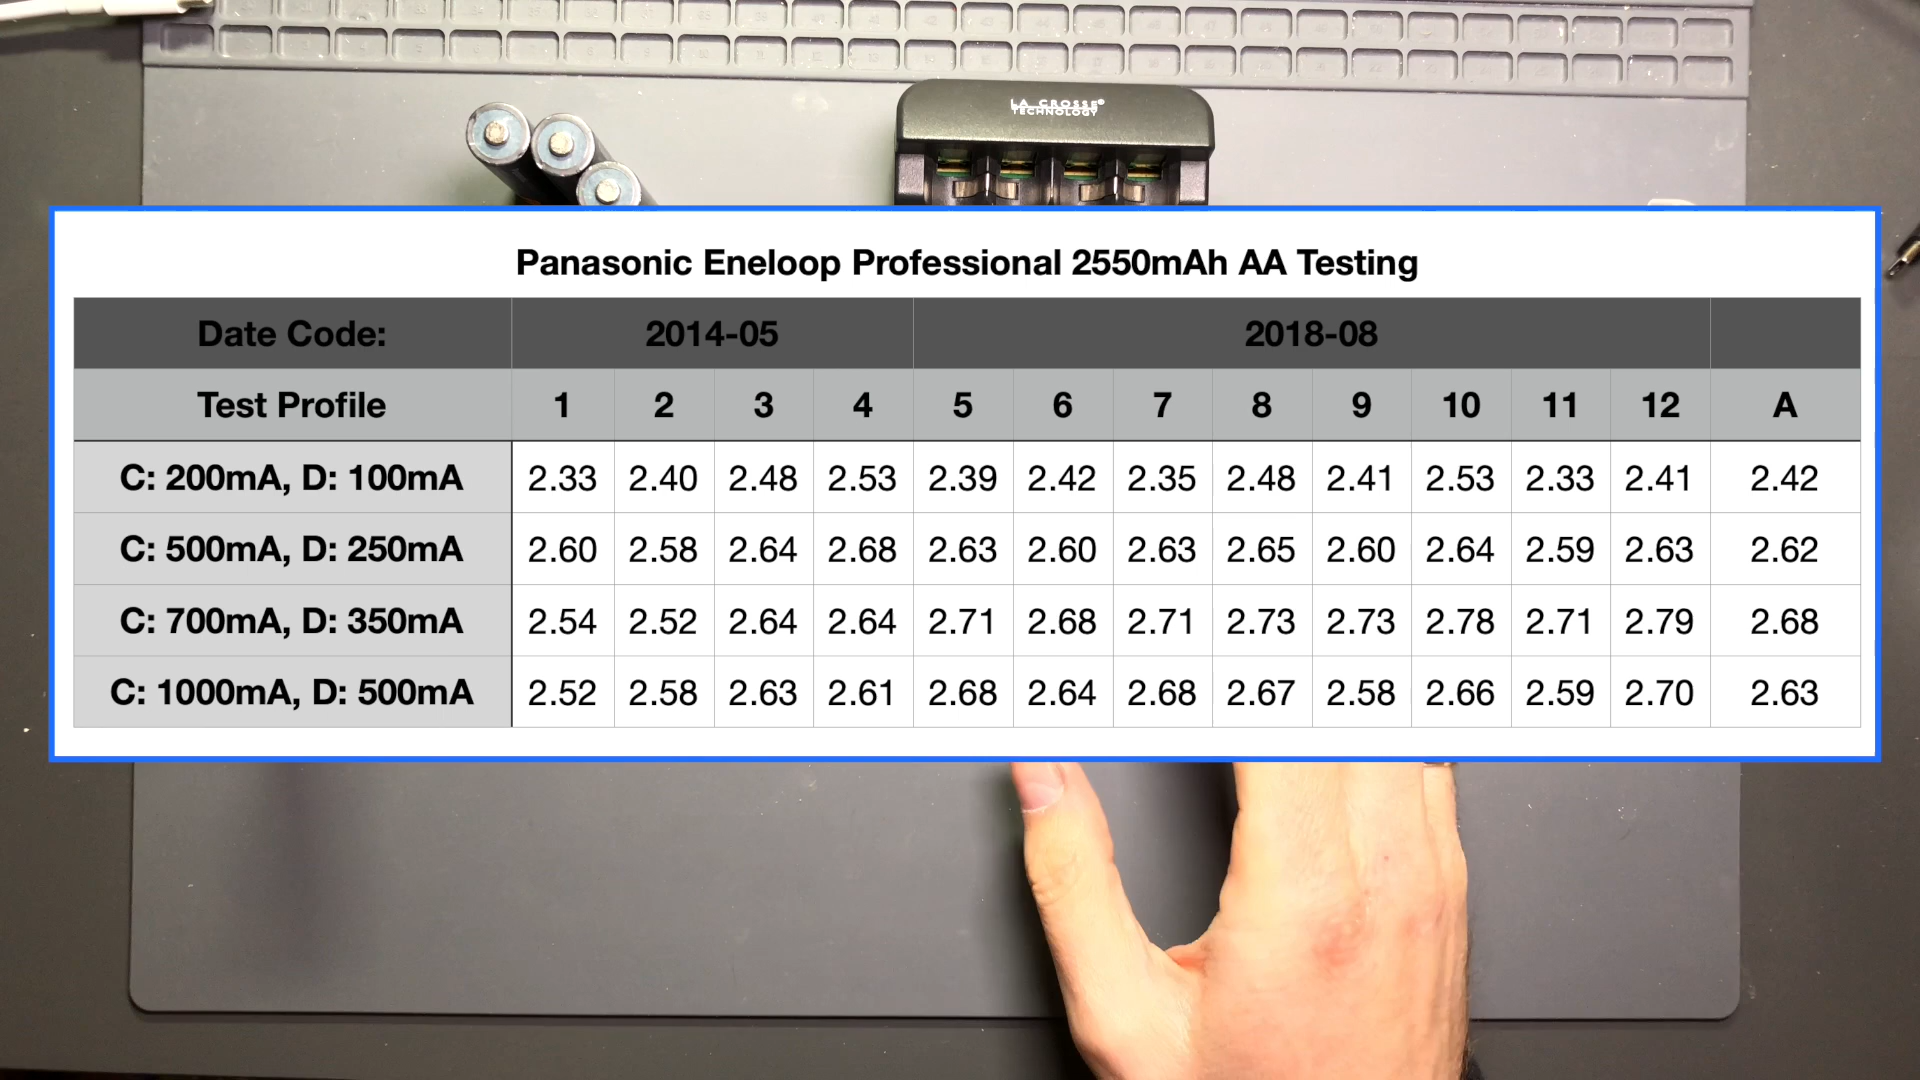 LA CROSSE®
TECHNOLOGY
Panasonic Eneloop Professional 2550mAh AA Testing
Date Code: 2014-05 2018-08
Test Profile 1 2 3 4 5 6 7 8 9 10 11 12 A
C: 200mA, D: 100mA 2.33 2.40 2.48 2.53 2.39 2.42 2.35 2.48 2.41 2.53 2.33 2.41 2.42
C: 500mA, D: 250mA 2.60 2.58 2.64 2.68 2.63 2.60 2.63 2.65 2.60 2.64 2.59 2.63 2.62
C: 700mA, D: 350mA 2.54 2.52 2.64 2.64 2.71 2.68 2.71 2.73 2.73 2.78 2.71 2.79 2.68
C: 1000mA, D: 500mA 2.52 2.58 2.63 2.61 2.68 2.64 2.68 2.67 2.58 2.66 2.59 2.70 2.63